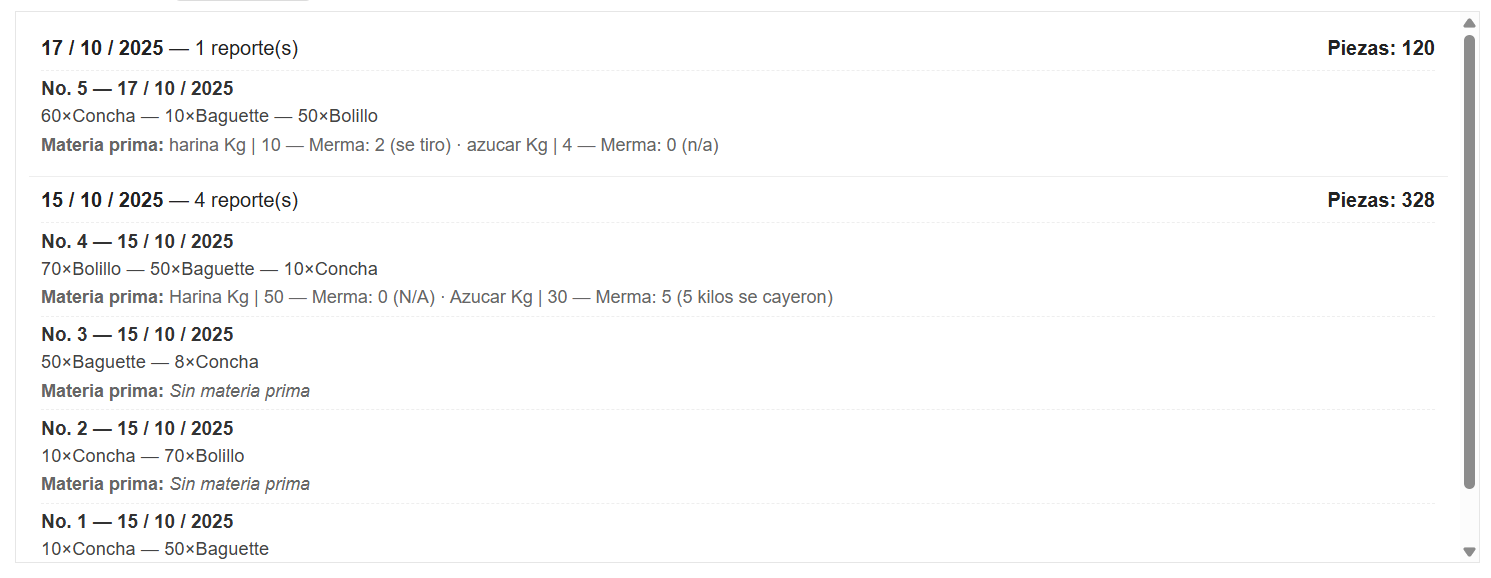 17 / 10 / 2025 — 1 reporte(s) Piezas: 120
No. 5 — 17 / 10 / 2025
60×Concha — 10×Baguette — 50×Bolillo
Materia prima: harina Kg | 10 — Merma: 2 (se tiro) · azucar Kg | 4 — Merma: 0 (n/a)
15 / 10 / 2025 — 4 reporte(s) Piezas: 328
No. 4 — 15 / 10 / 2025
70×Bolillo — 50×Baguette — 10×Concha
Materia prima: Harina Kg | 50 — Merma: 0 (N/A) · Azucar Kg | 30 — Merma: 5 (5 kilos se cayeron)
No. 3 — 15 / 10 / 2025
50×Baguette — 8×Concha
Materia prima: Sin materia prima
No. 2 — 15 / 10 / 2025
10×Concha — 70×Bolillo
Materia prima: Sin materia prima
No. 1 — 15 / 10 / 2025
10×Concha — 50×Baguette